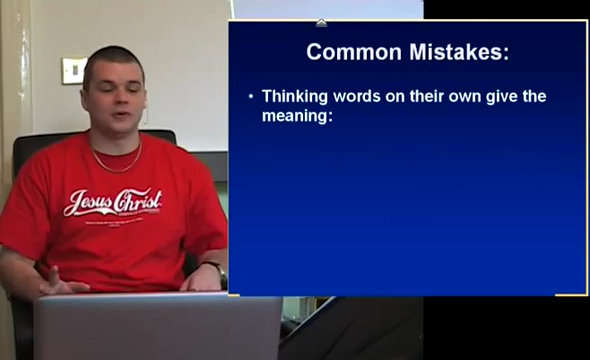 Common Mistakes:
• Thinking words on their own give the
meaning:
Jesus Christ